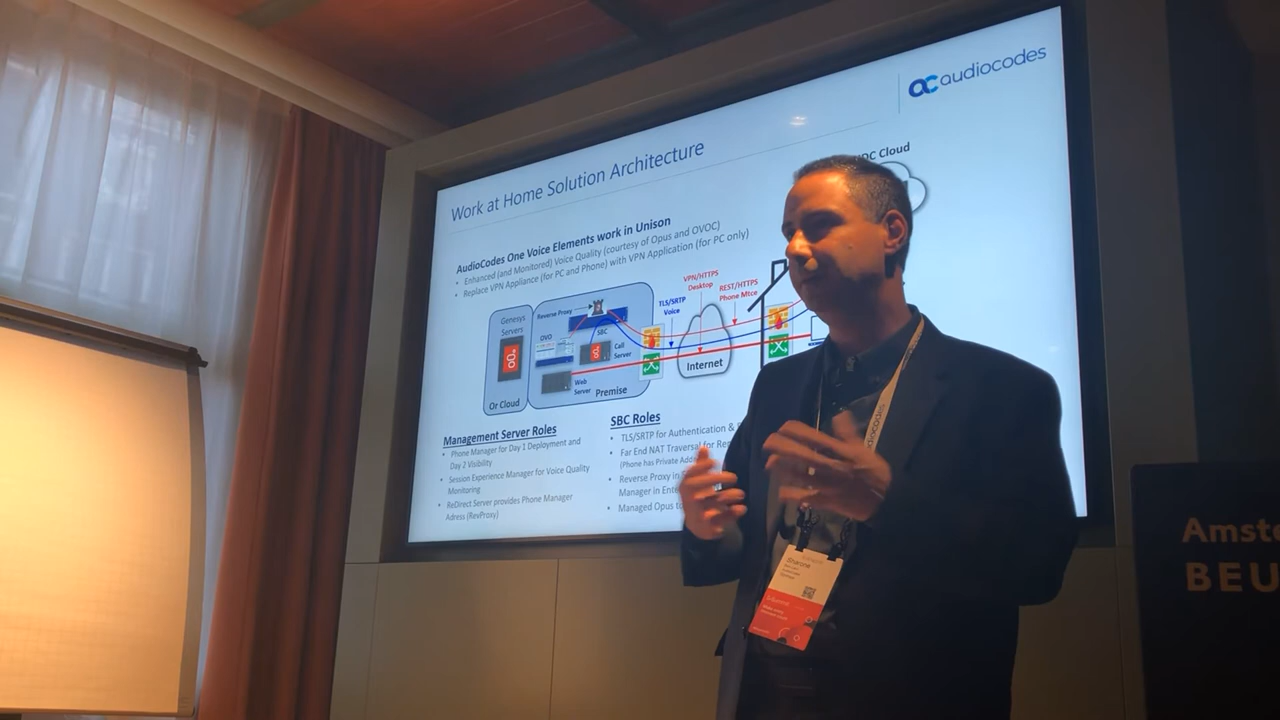 audiocodes
Work at Home Solution Architecture
AudioCodes One Voice Elements work in Unison
• Enhanced (and Monitored) Voice Quality (courtesy of Opus and OVOC)
• Replace VPN Appliance (for PC and Phone) with VPN Application (for PC only)
Cloud
VPN/HTTPS
Desktop
REST/HTTPS
Phone Mtce
TLS/SRTP
Voice
Genesys
Servers
Reverse Proxy
SBC
OVO
Call
Server
Web
Server
Premise
Or Cloud
Internet
Management Server Roles
• Phone Manager for Day 1 Deployment and
Day 2 Visibility
• Session Experience Manager for Voice Quality
Monitoring
• ReDirect Server provides Phone Manager
Adress (RevProxy)
SBC Roles
• TLS/SRTP for Authentication &
• Far End NAT Traversal for
(Phone has Private
• Reverse Proxy in
Manager in
• Managed Opus
audiocodes
Sharone
Amst
BEU